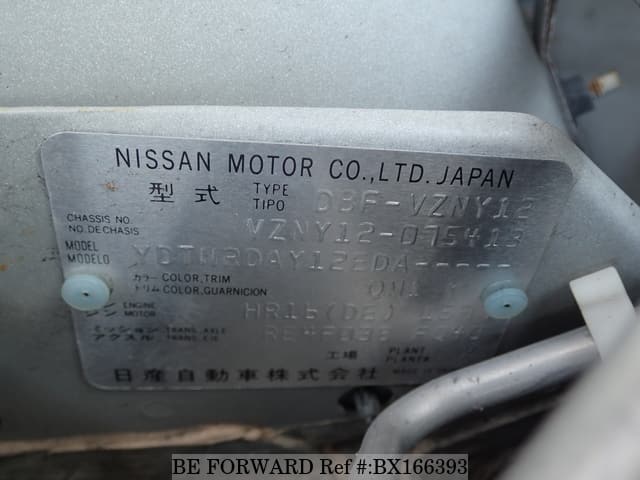 NISSAN MOTOR CO.,LTD. JAPAN
型式 TYPE TIPO DBF-VZNY12
CHASSIS NO. NO. DE CHASIS VZNY12-075413
MODEL MODELO
カラー COLOR, TRIM
トリム COLOR, GUARNICION QM1
エンジン ENGINE MOTOR HR16(DE)
ミッション TRANS. AXLE
アクスル TRANS. EJE RE4F03B
工場 PLANT PLANTA
日産自動車株式会社
BE FORWARD Ref #:BX166393